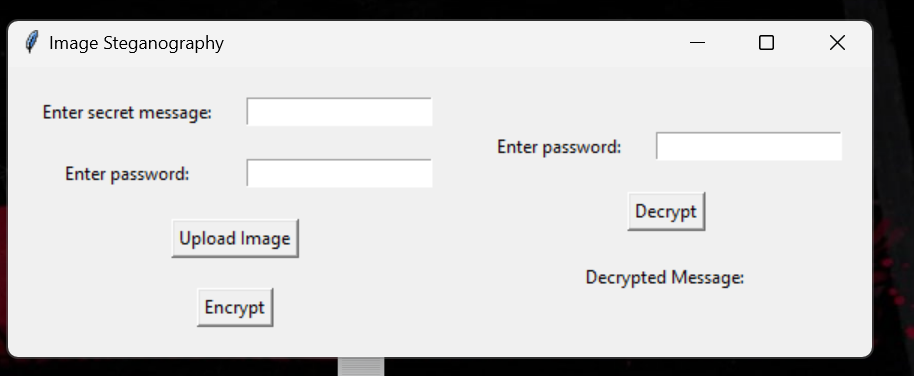 Image Steganography
Enter secret message:
Enter password:
Upload Image
Encrypt
Enter password:
Decrypt
Decrypted Message: